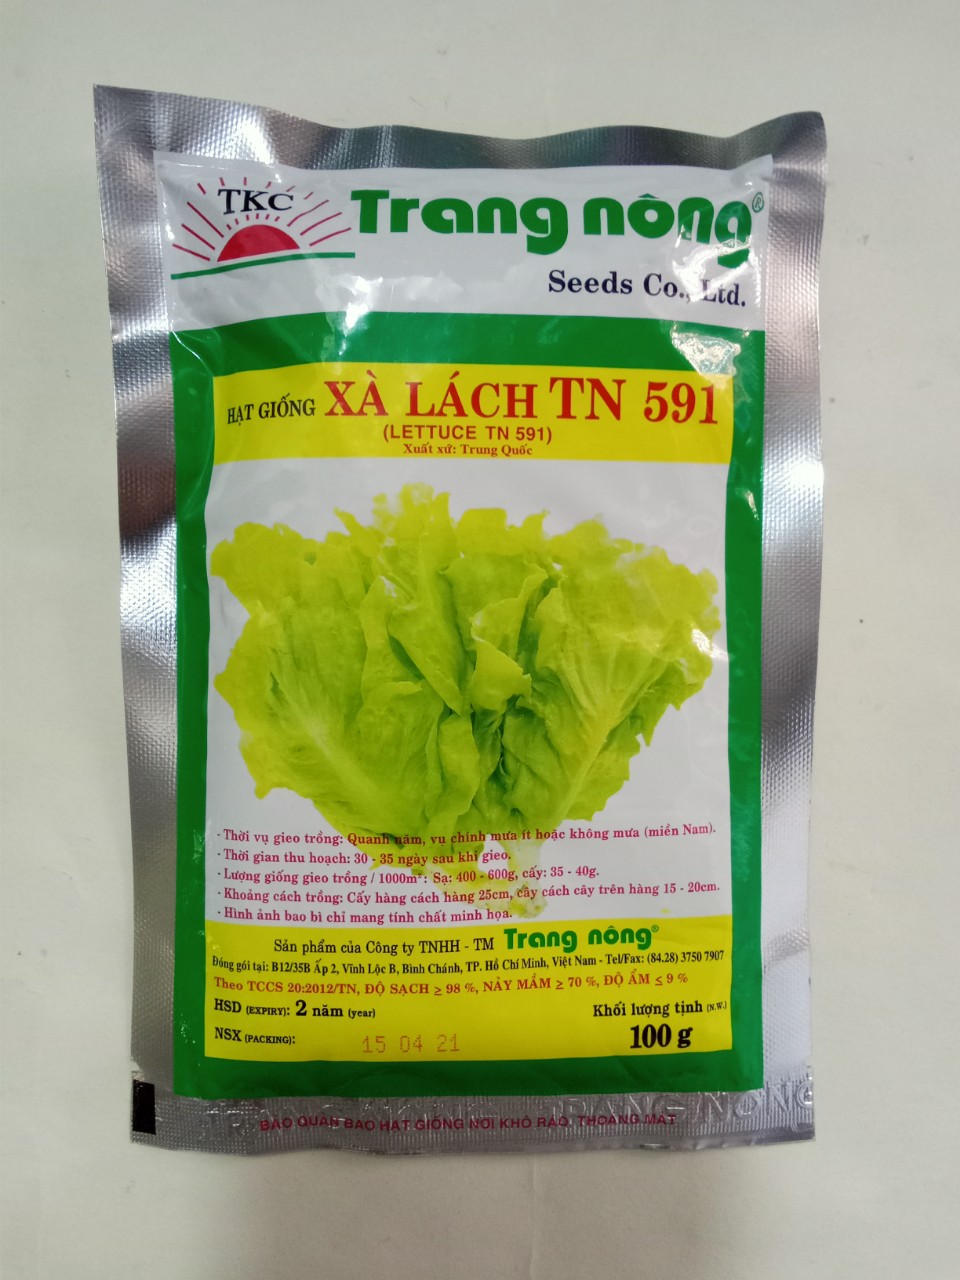 TKC
Trang nông®
Seeds Co., Ltd.
HẠT GIỐNG XÀ LÁCH TN 591
(LETTUCE TN 591)
Xuất xứ: Trung Quốc
- Thời vụ gieo trồng: Quanh năm, vụ chính mưa ít hoặc không mưa (miền Nam).
- Thời gian thu hoạch: 30 - 35 ngày sau khi gieo.
- Lượng giống gieo trồng / 1000m²: Sạ: 400 - 600g, cấy: 35 - 40g.
- Khoảng cách trồng: Cấy hàng cách hàng 25cm, cây cách cây trên hàng 15 - 20cm.
- Hình ảnh bao bì chỉ mang tính chất minh họa.
Sản phẩm của Công ty TNHH - TM Trang nông®
Đóng gói tại: B12/35B Ấp 2, Vĩnh Lộc B, Bình Chánh, TP. Hồ Chí Minh, Việt Nam - Tel/Fax: (84.28) 3750 7907
Theo TCCS 20:2012/TN, ĐỘ SẠCH ≥ 98 %, NẢY MẦM ≥ 70 %, ĐỘ ẨM ≤ 9 %
HSD (EXPIRY): 2 năm (year)
Khối lượng tịnh (N.W.)
NSX (PACKING): 15 04 21
100 g
BẢO QUẢN BAO HẠT GIỐNG NƠI KHÔ RÁO, THOÁNG MÁT